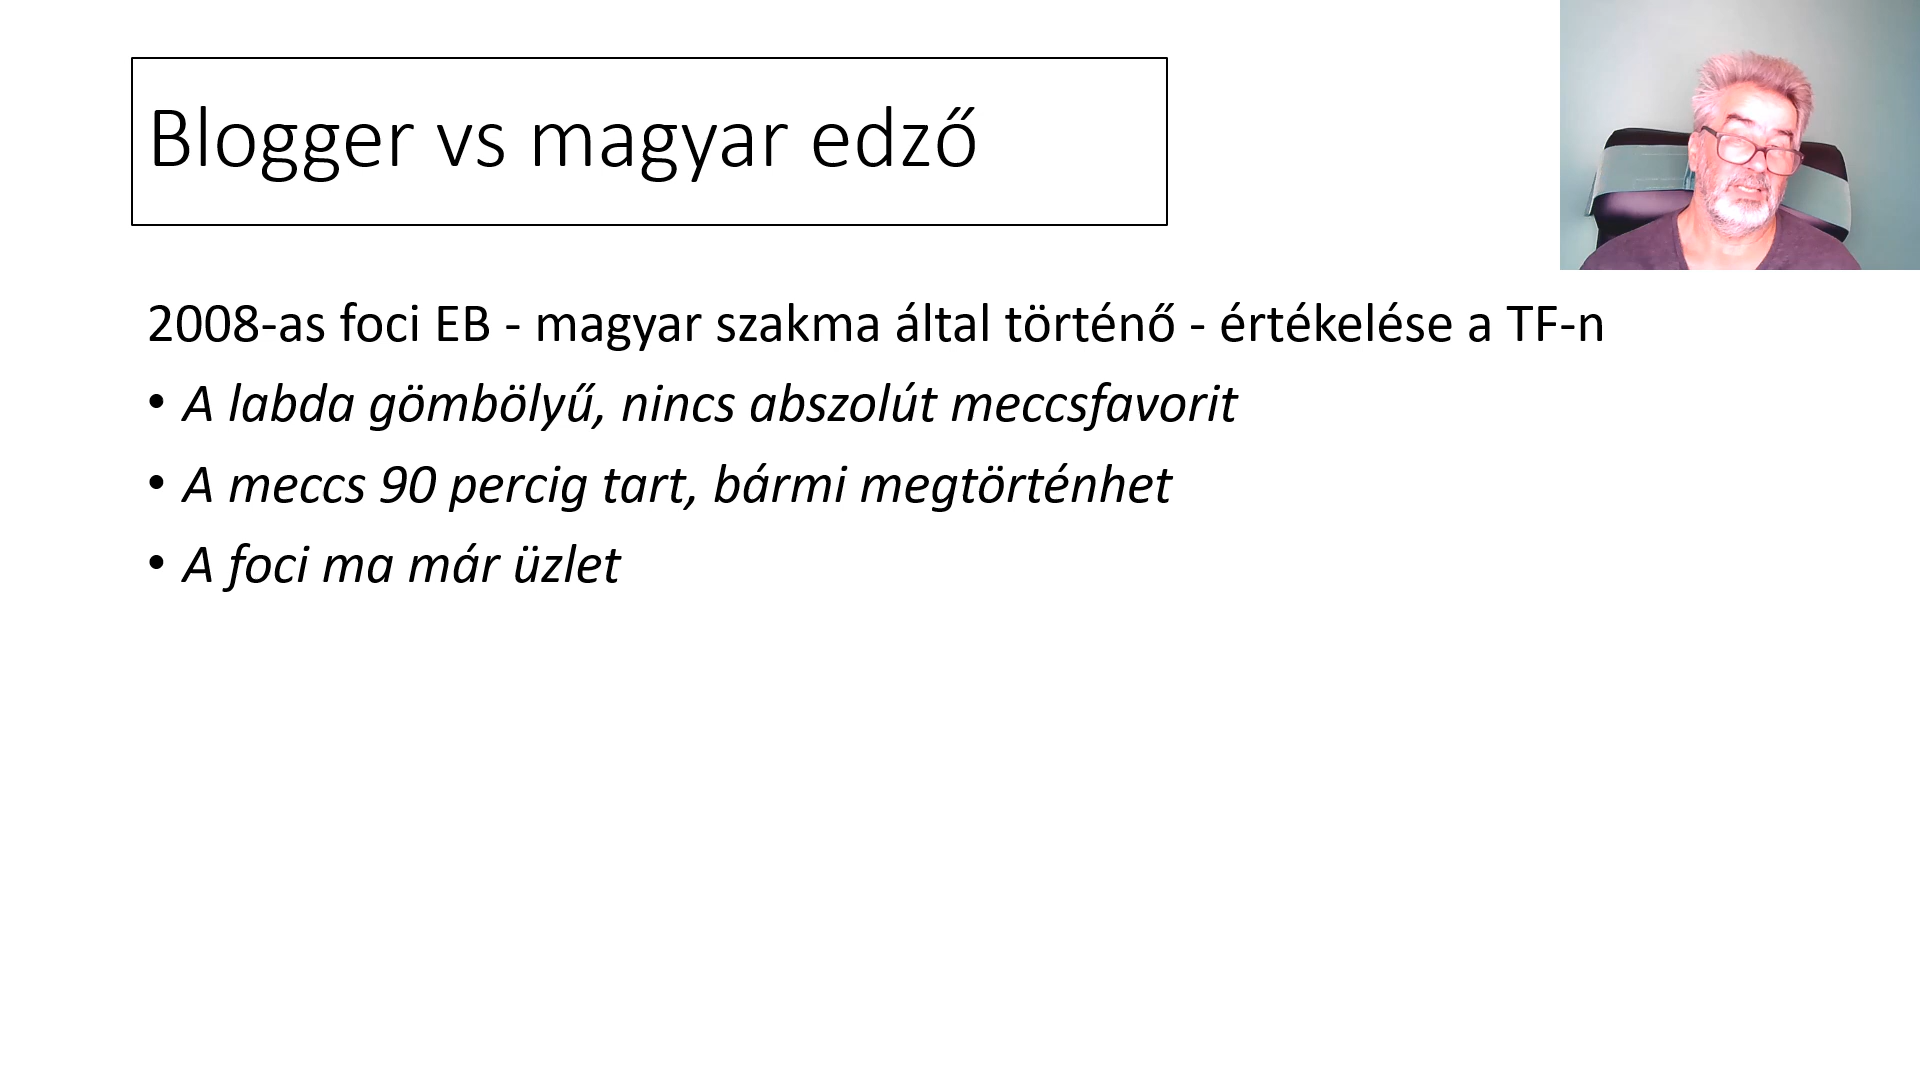 Blogger vs magyar edző
2008-as foci EB - magyar szakma által történő - értékelése a TF-n
• A labda gömbölyű, nincs abszolút meccsfavorit
• A meccs 90 percig tart, bármi megtörténhet
• A foci ma már üzlet